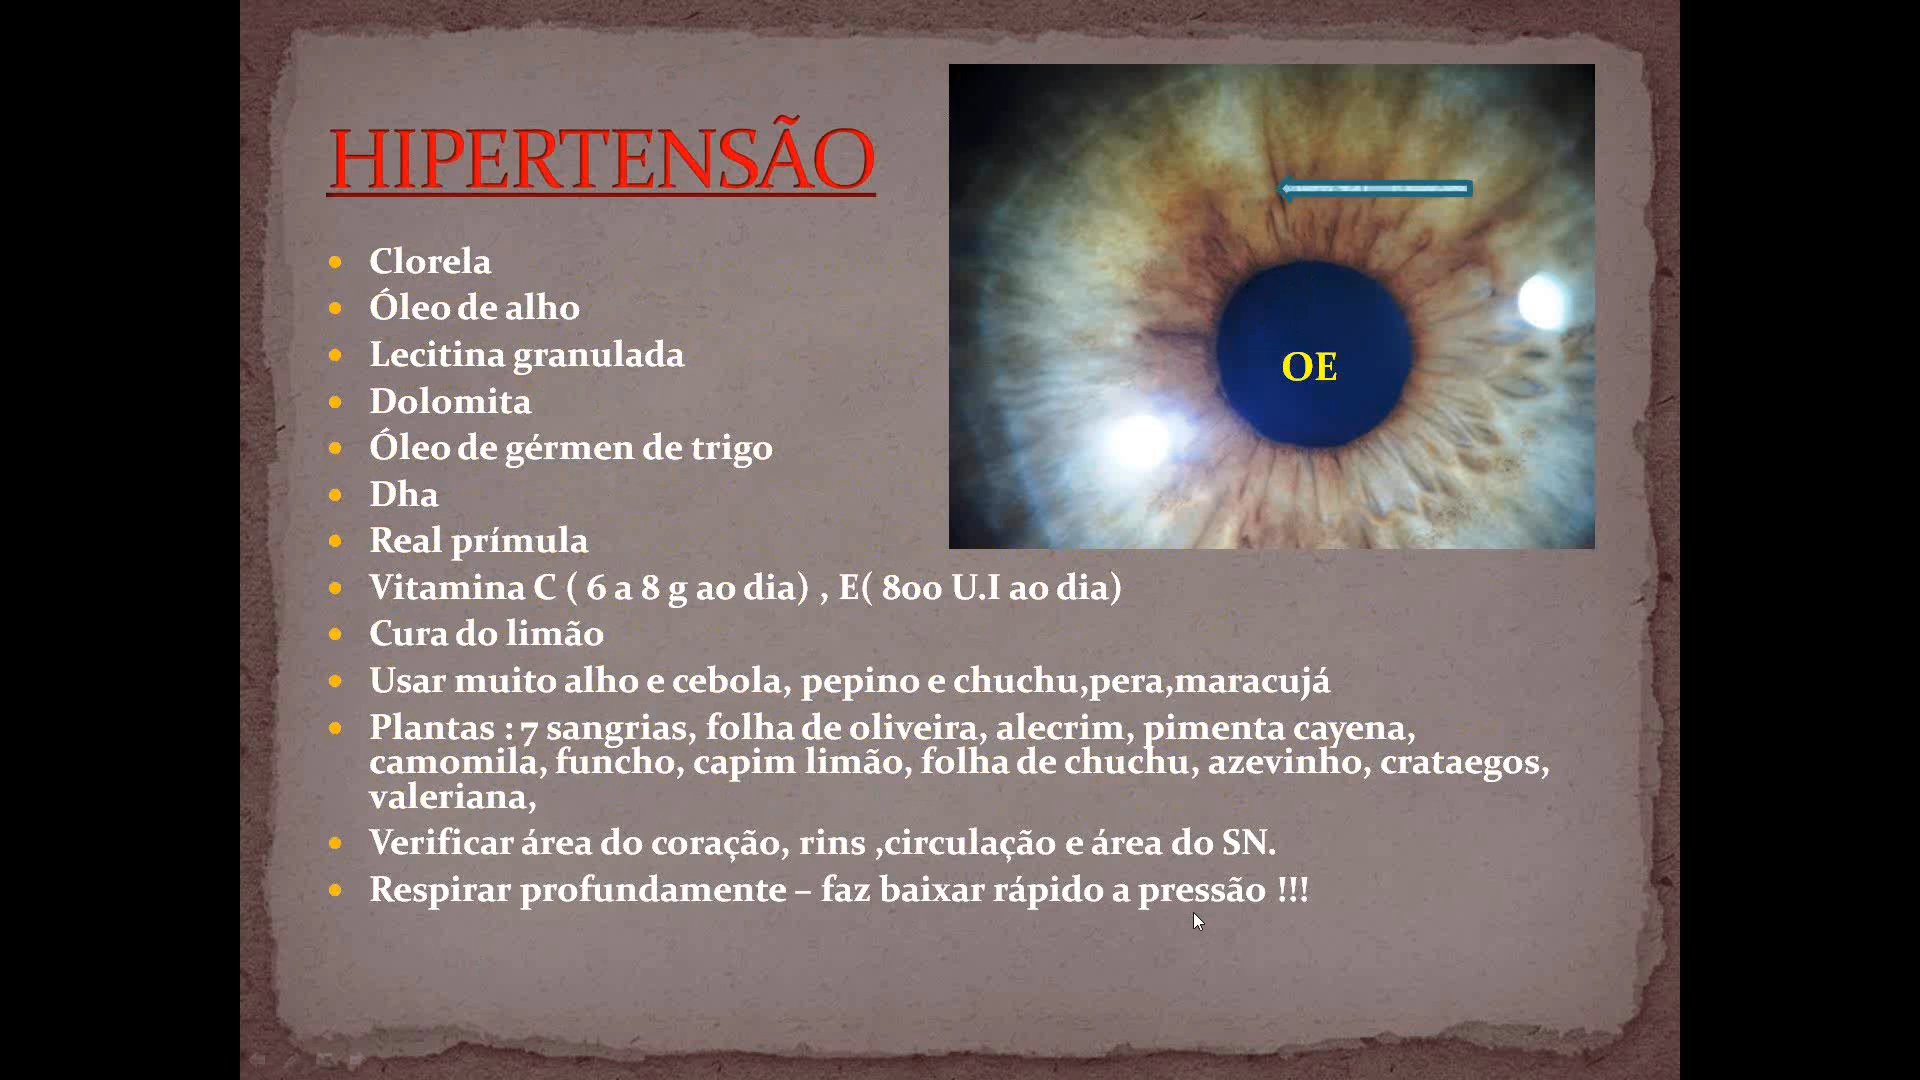 HIPERTENSÃO
OE
Clorela
Óleo de alho
Lecitina granulada
Dolomita
Óleo de gérmen de trigo
Dha
Real prímula
Vitamina C ( 6 a 8 g ao dia) , E( 800 U.I ao dia)
Cura do limão
Usar muito alho e cebola, pepino e chuchu,pera,maracujá
Plantas : 7 sangrias, folha de oliveira, alecrim, pimenta cayena,
camomila, funcho, capim limão, folha de chuchu, azevinho, crataegos,
valeriana,
Verificar área do coração, rins ,circulação e área do SN.
Respirar profundamente – faz baixar rápido a pressão !!!